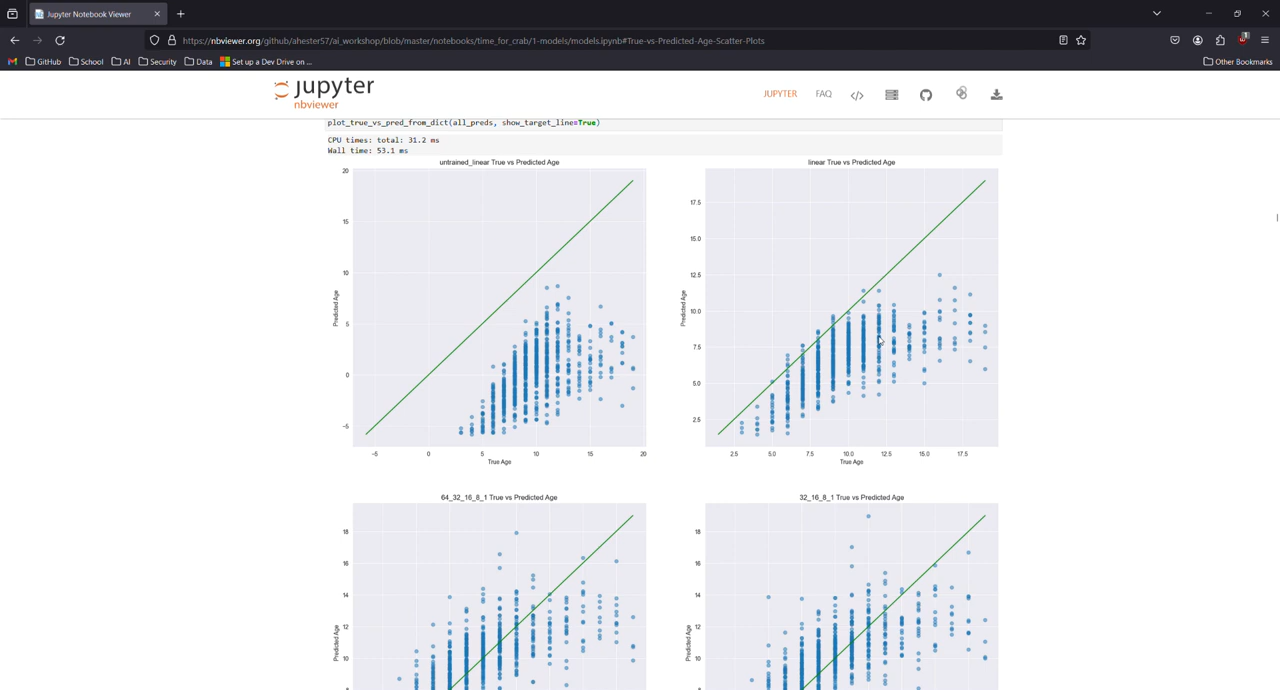 Jupyter Notebook Viewer
https://nbviewer.org/github/ahester57/ai_workshop/blob/master/notebooks/time_for_crab/1-models/models.ipynb#True-vs-Predicted-Age-Scatter-Plots
1
GitHub School AI Security Data Set up a Dev Drive on ... Other Bookmarks
jupyter
nbviewer
JUPYTER FAQ </>
plot_true_vs_pred_from_dict(all_preds, show_target_line=True)
CPU times: total: 31.2 ms
Wall time: 53.1 ms
untrained_linear True vs Predicted Age
20
15
10
5
0
-5
Predicted Age
-5 0 5 10 15 20
True Age
linear True vs Predicted Age
17.5
15.0
12.5
10.0
7.5
5.0
2.5
Predicted Age
2.5 5.0 7.5 10.0 12.5 15.0 17.5
True Age
64_32_16_8_1 True vs Predicted Age
18
16
14
12
10
Predicted Age
32_16_8_1 True vs Predicted Age
18
16
14
12
10
Predicted Age